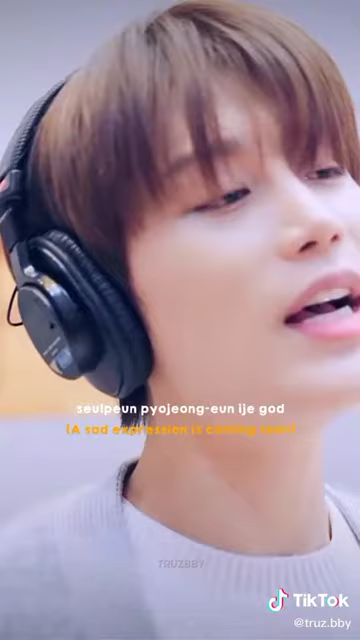 seulpeun pyojeong-eun ije god
(A sad expression is coming soon)
TRUZBBY
TikTok
@truz.bby